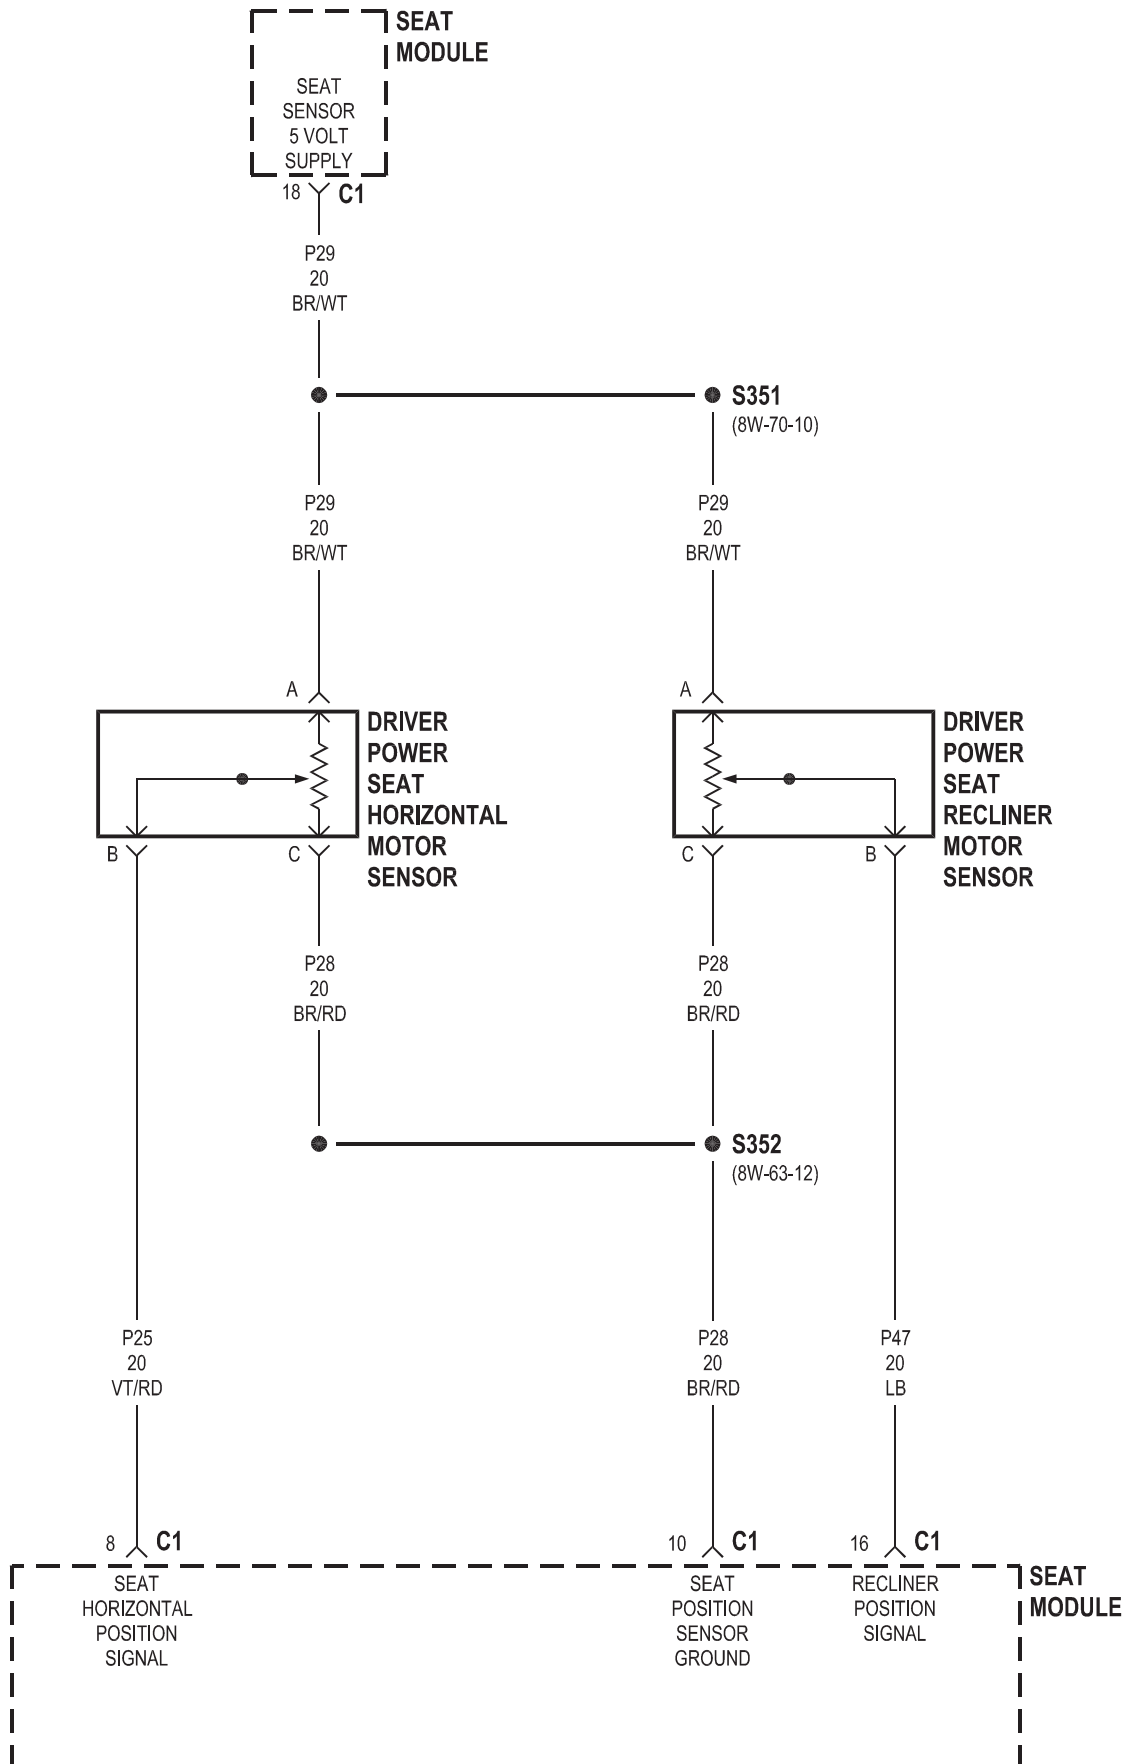 SEAT
MODULE
SEAT
SENSOR
5 VOLT
SUPPLY
18
C1
P29
20
BR/WT
S351
(8W-70-10)
P29
20
BR/WT
P29
20
BR/WT
A
A
DRIVER
POWER
SEAT
HORIZONTAL
MOTOR
SENSOR
DRIVER
POWER
SEAT
RECLINER
MOTOR
SENSOR
B
C
C
B
P28
20
BR/RD
P28
20
BR/RD
S352
(8W-63-12)
P25
20
VT/RD
P28
20
BR/RD
P47
20
LB
8
C1
10
C1
16
C1
SEAT
HORIZONTAL
POSITION
SIGNAL
SEAT
POSITION
SENSOR
GROUND
RECLINER
POSITION
SIGNAL
SEAT
MODULE